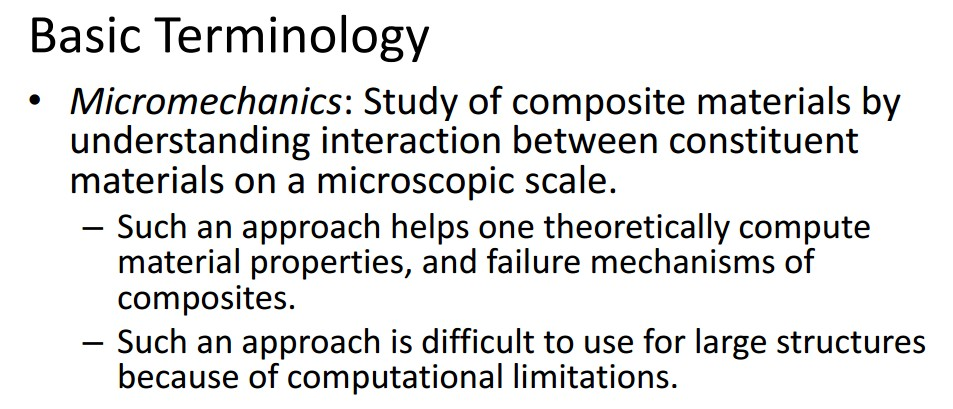 Basic Terminology
• Micromechanics: Study of composite materials by
understanding interaction between constituent
materials on a microscopic scale.
– Such an approach helps one theoretically compute
material properties, and failure mechanisms of
composites.
– Such an approach is difficult to use for large structures
because of computational limitations.